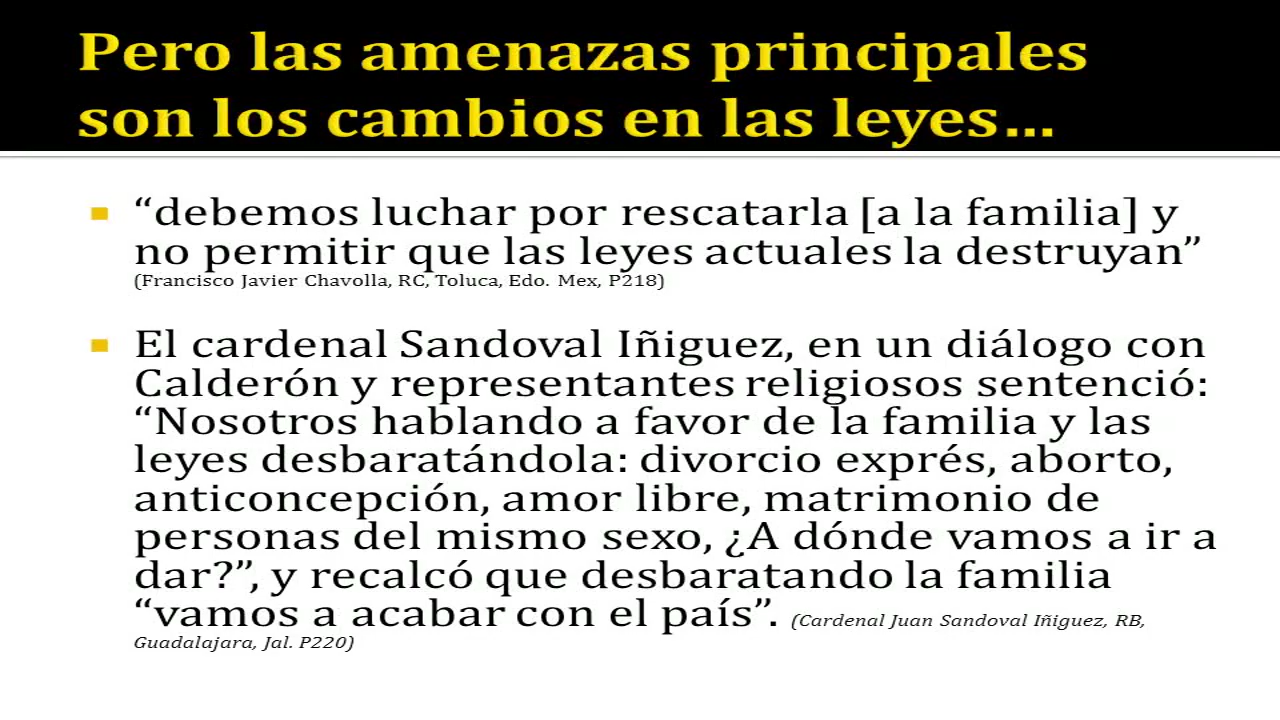 Pero las amenazas principales
son los cambios en las leyes…
“debemos luchar por rescatarla [a la familia] y
no permitir que las leyes actuales la destruyan”
(Francisco Javier Chavolla, RC, Toluca, Edo. Mex, P218)
El cardenal Sandoval Iñiguez, en un diálogo con
Calderón y representantes religiosos sentenció:
“Nosotros hablando a favor de la familia y las
leyes desbaratándola: divorcio exprés, aborto,
anticoncepción, amor libre, matrimonio de
personas del mismo sexo, ¿A dónde vamos a ir a
dar?”, y recalcó que desbaratando la familia
“vamos a acabar con el país”. (Cardenal Juan Sandoval Iñiguez, RB,
Guadalajara, Jal. P220)